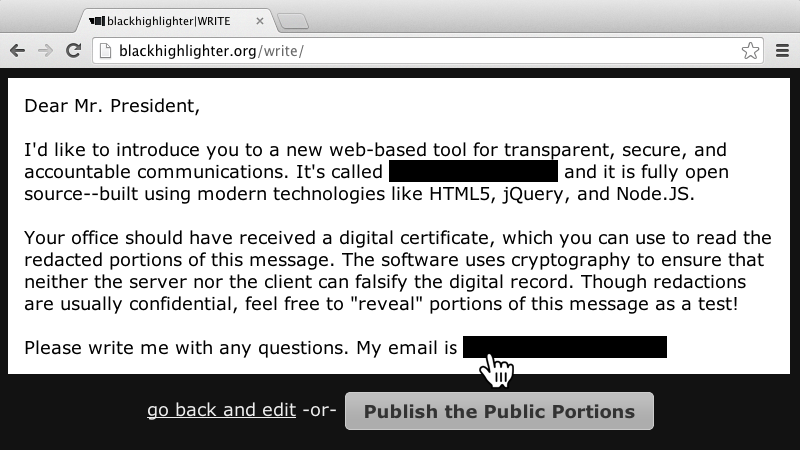 blackhighlighter|WRITE
blackhighlighter.org/write/
Dear Mr. President,
I'd like to introduce you to a new web-based tool for transparent, secure, and
accountable communications. It's called and it is fully open
source--built using modern technologies like HTML5, jQuery, and Node.JS.
Your office should have received a digital certificate, which you can use to read the
redacted portions of this message. The software uses cryptography to ensure that
neither the server nor the client can falsify the digital record. Though redactions
are usually confidential, feel free to "reveal" portions of this message as a test!
Please write me with any questions. My email is
go back and edit -or- Publish the Public Portions